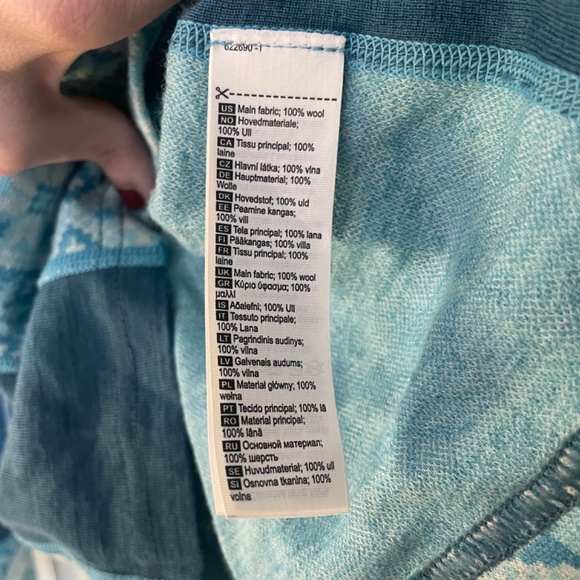 622690-1
US Main fabric; 100% wool
NO Hovedmateriale;
100% Ull
CA Tissu principal; 100%
laine
CZ Hlavní látka; 100% vlna
DE Hauptmaterial; 100%
Wolle
DK Hovedstof; 100% uld
EE Peamine kangas;
100% vill
ES Tela principal; 100% lana
FI Pääkangas; 100% villa
FR Tissu principal; 100%
laine
UK Main fabric; 100% wool
GR Κύριο ύφασμα; 100%
μαλλί
IS Aðalefni; 100% Ull
IT Tessuto principale;
100% Lana
LT Pagrindinis audinys;
100% vilna
LV Galvenais audums;
100% vilna
PL Materiał główny; 100%
wełna
PT Tecido principal; 100% lã
RO Material principal;
100% lână
RU Основной материал;
100% шерсть
SE Huvudmaterial; 100% ull
SI Osnovna tkanina; 100%
volna